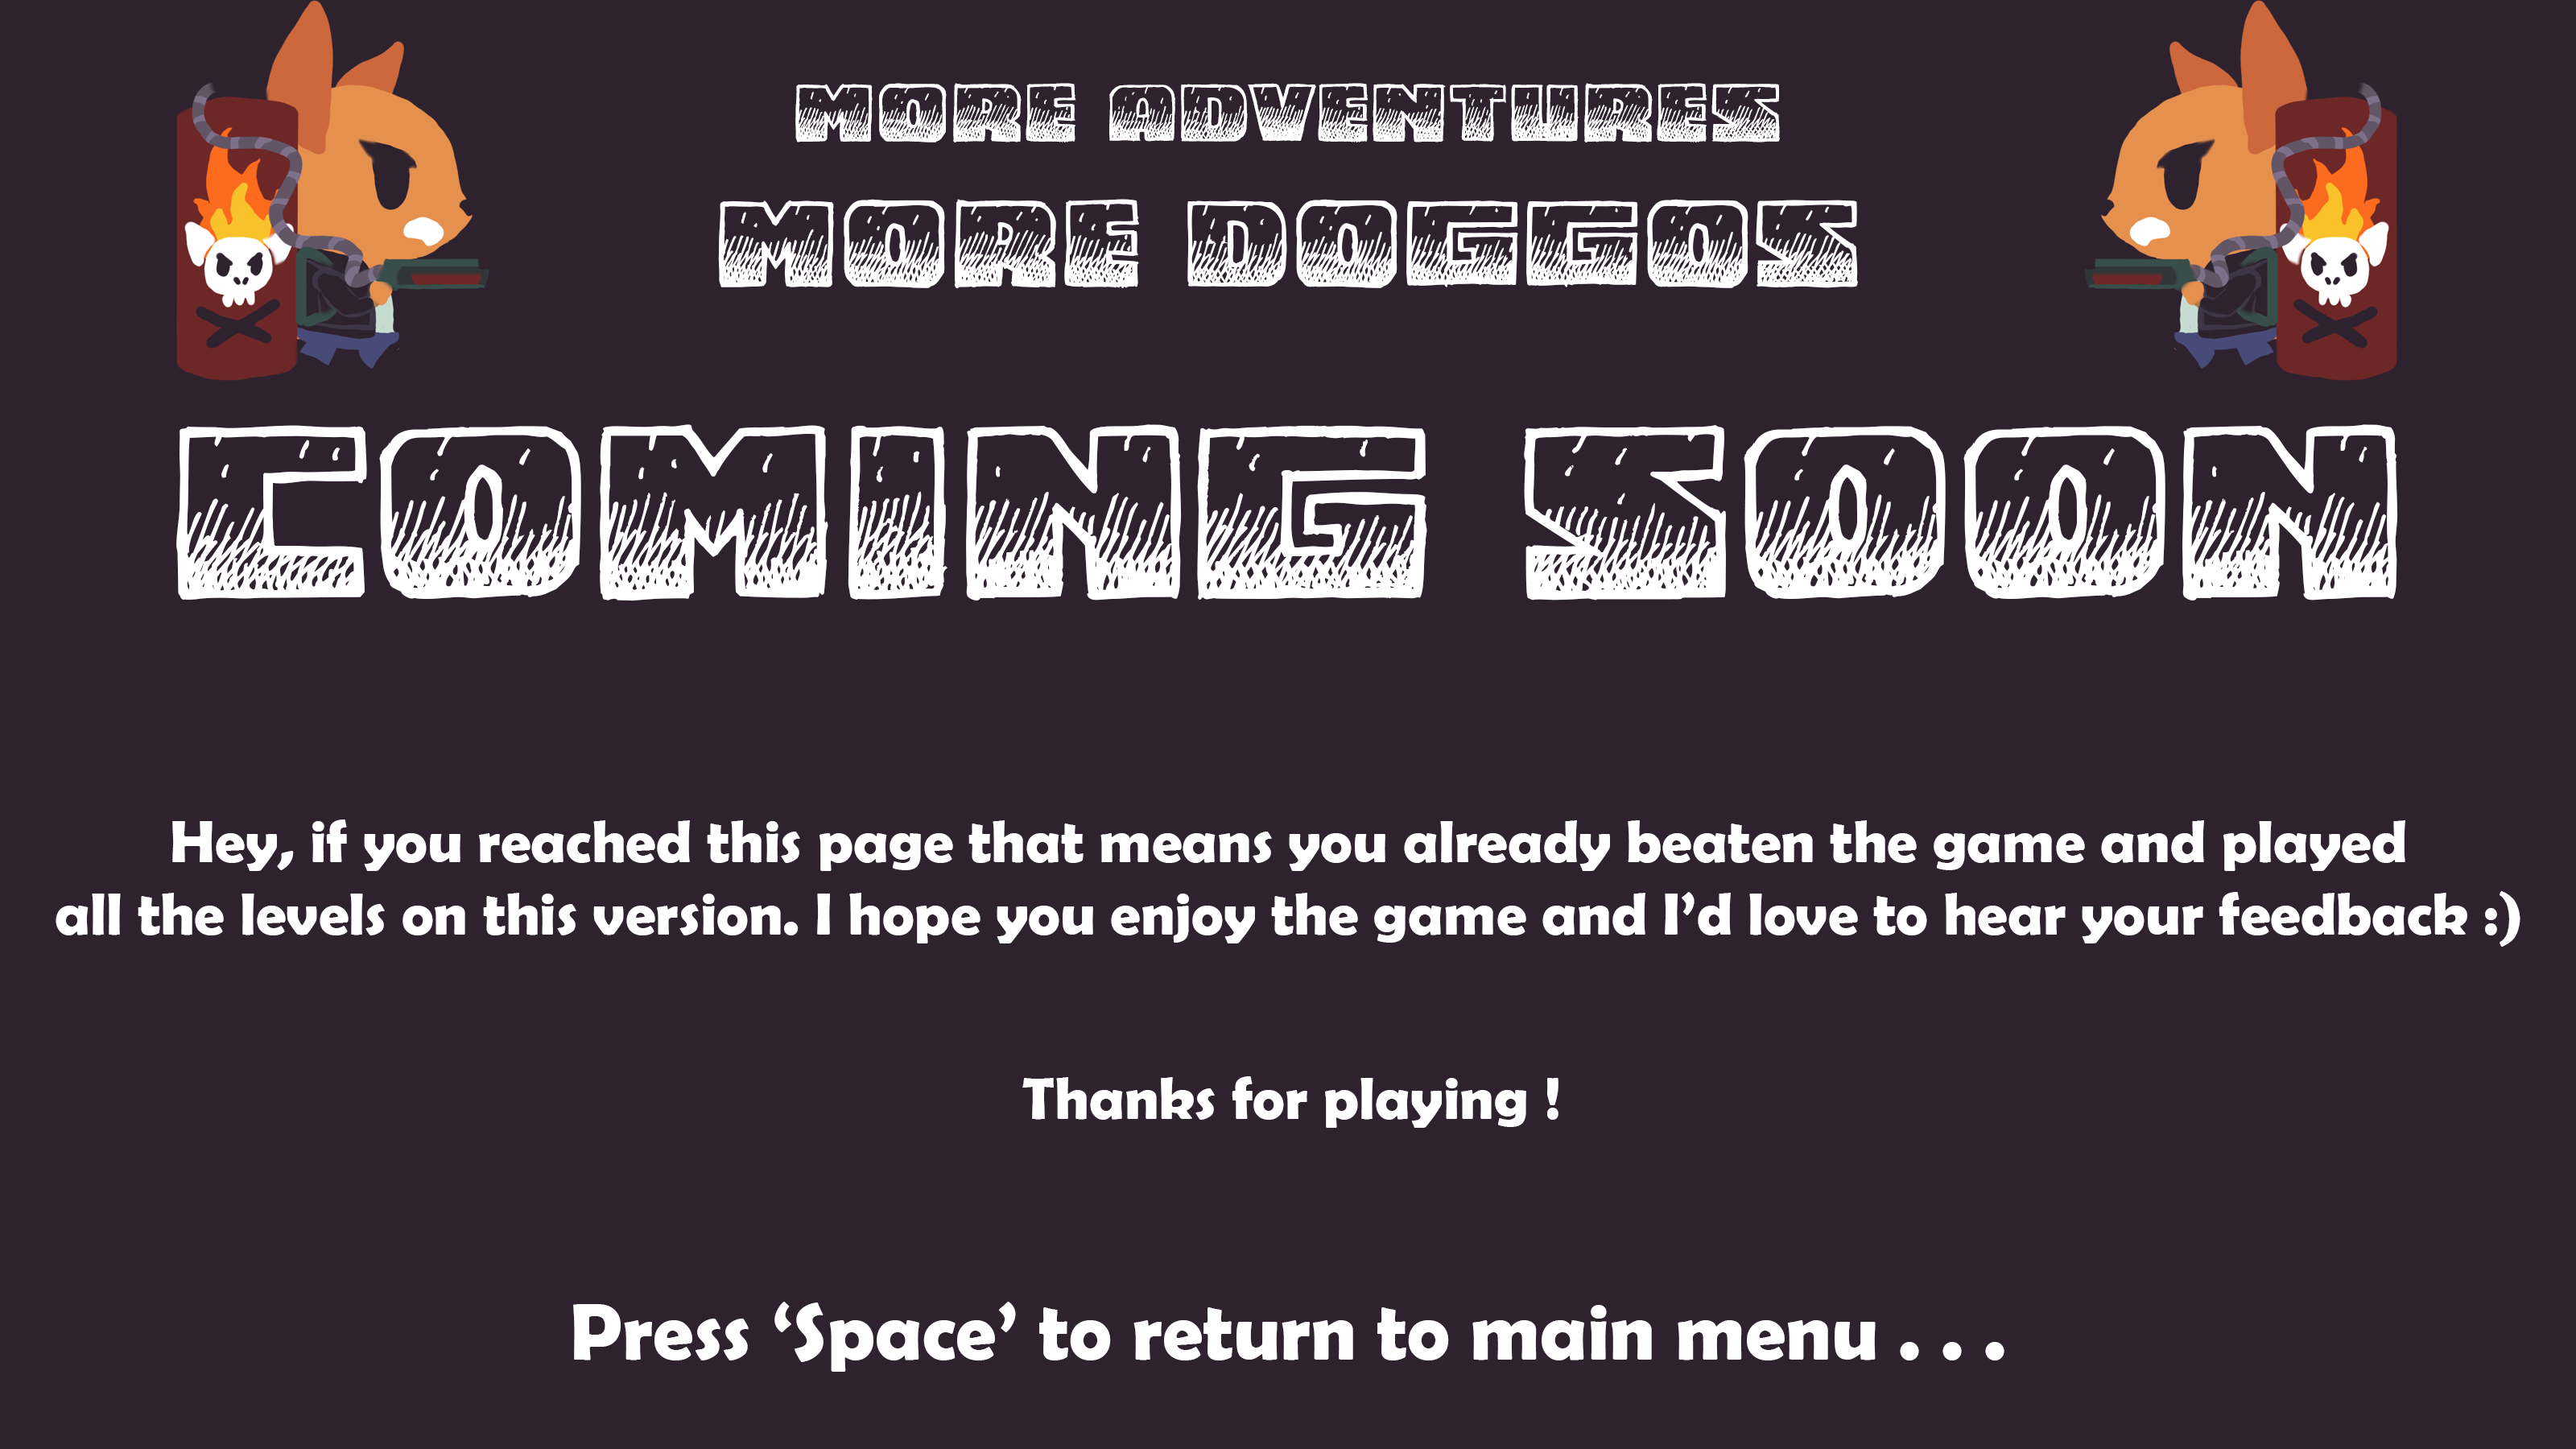 MORE ADVENTURES
MORE DOGGOS
COMING SOON
Hey, if you reached this page that means you already beaten the game and played
all the levels on this version. I hope you enjoy the game and I’d love to hear your feedback :)
Thanks for playing !
Press ‘Space’ to return to main menu . . .